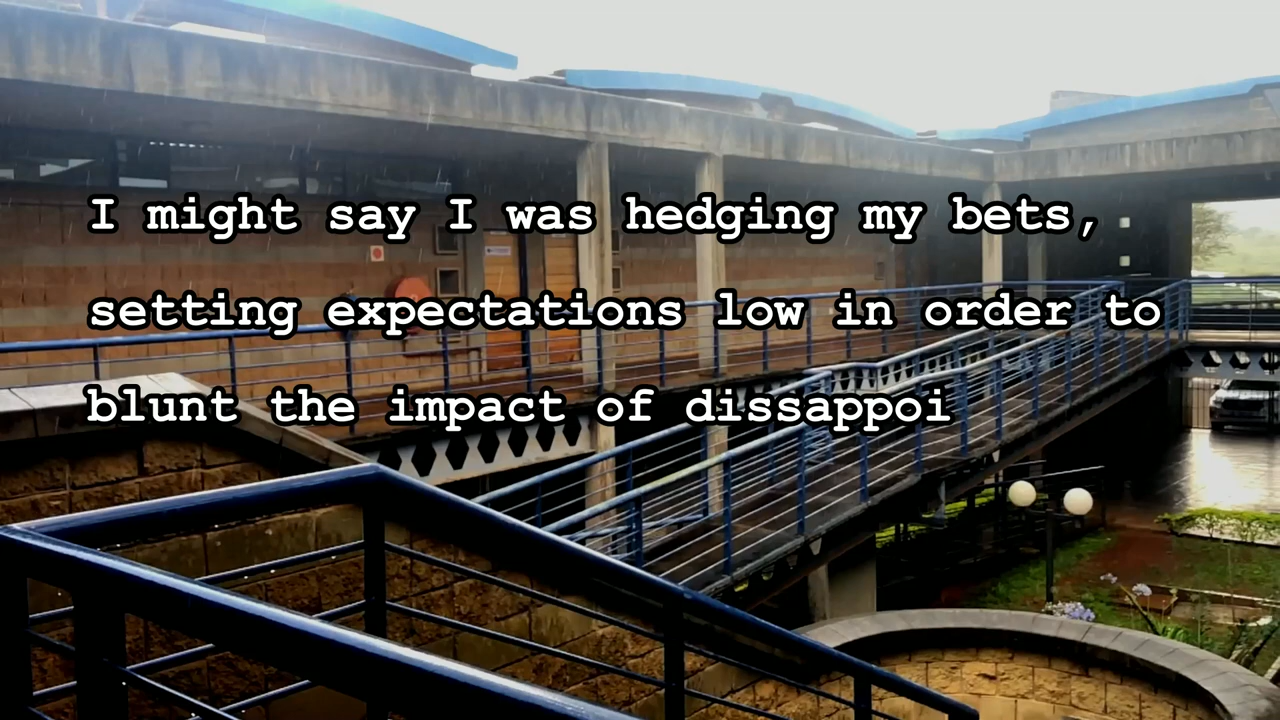 I might say I was hedging my bets,
setting expectations low in order to
blunt the impact of dissappoi